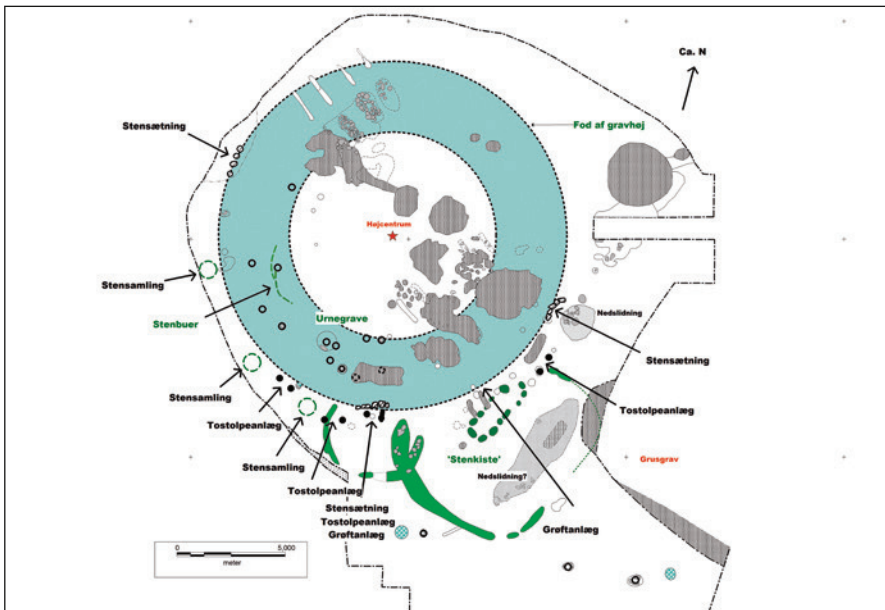 Ca. N
Stensætning
Fod af gravhøj
Højcentrum
Stensamling
Stenbuer
Urnegrave
Nedslidning
Stensætning
Stensamling
Tostolpeanlæg
Tostolpeanlæg
Stensamling
'Stenkiste'
Grusgrav
Nedslidning?
Tostolpeanlæg
Stensætning
Tostolpeanlæg
Grøftanlæg
Grøftanlæg
0 5,000
meter